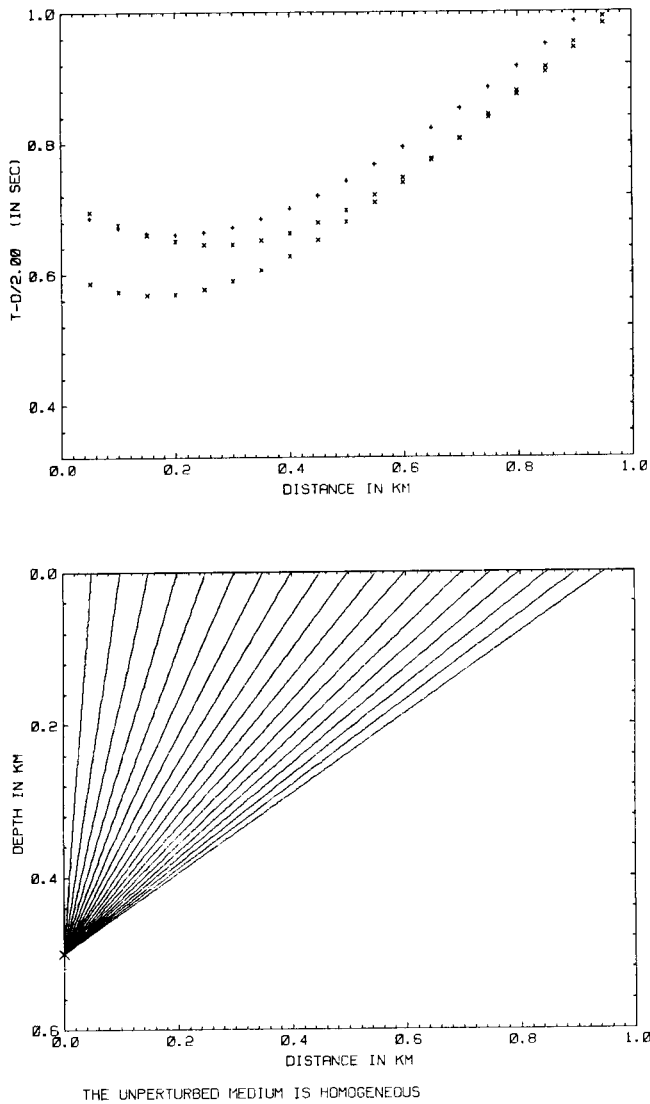 1.0
0.8
0.6
0.4
T-D/2.00 (IN SEC)
0.0 0.2 0.4 0.6 0.8 1.0
DISTANCE IN KM
0.0
0.2
0.4
0.6
DEPTH IN KM
0.0 0.2 0.4 0.6 0.8 1.0
DISTANCE IN KM
THE UNPERTURBED MEDIUM IS HOMOGENEOUS